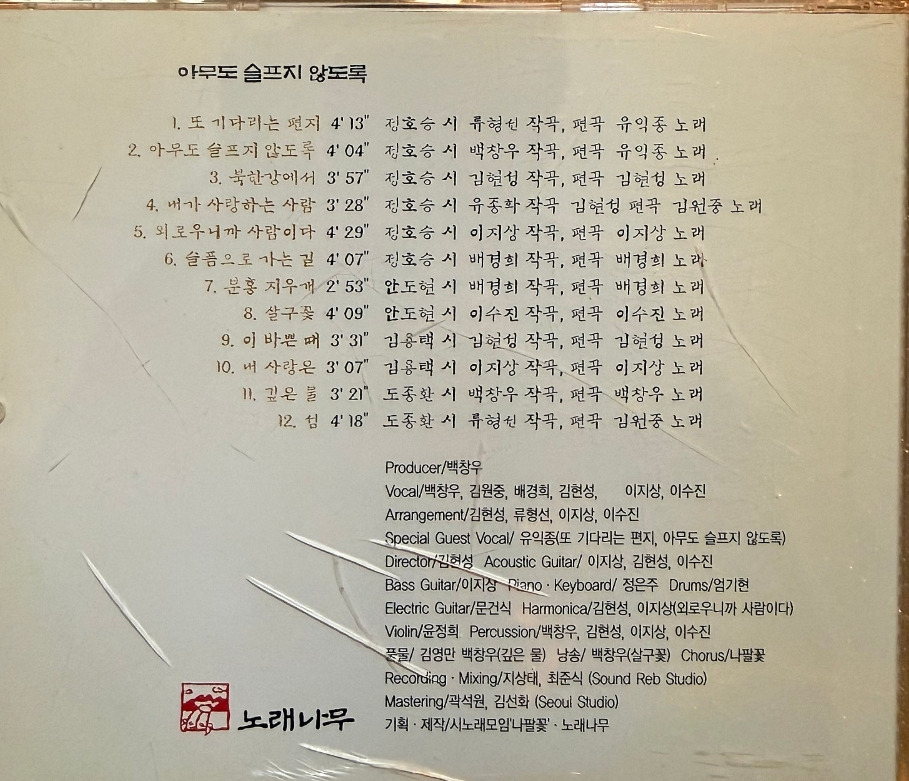 아무도 슬프지 않도록
1. 또 기다리는 편지 4' 13" 정호승 시 류형선 작곡, 편곡 유익종 노래
2. 아무도 슬프지 않도록 4' 04" 정호승 시 백창우 작곡, 편곡 유익종 노래
3. 북한강에서 3' 57" 정호승 시 김현성 작곡, 편곡 김현성 노래
4. 내가 사랑하는 사람 3' 28" 정호승 시 유종화 작곡 김현성 편곡 김원중 노래
5. 외로우니까 사람이다 4' 29" 정호승 시 이지상 작곡, 편곡 이지상 노래
6. 슬픔으로 가는 길 4' 07" 정호승 시 배경희 작곡, 편곡 배경희 노래
7. 분홍 지우개 2' 53" 안도현 시 배경희 작곡, 편곡 배경희 노래
8. 살구꽃 4' 09" 안도현 시 이수진 작곡, 편곡 이수진 노래
9. 이 바쁜 때 3' 31" 김용택 시 김현성 작곡, 편곡 김현성 노래
10. 내 사랑은 3' 07" 김용택 시 이지상 작곡, 편곡 이지상 노래
11. 깊은 물 3' 21" 도종환 시 백창우 작곡, 편곡 백창우 노래
12. 섬 4' 18" 도종환 시 류형선 작곡, 편곡 김원중 노래
Producer/백창우
Vocal/백창우, 김원중, 배경희, 김현성, 이지상, 이수진
Arrangement/김현성, 류형선, 이지상, 이수진
Special Guest Vocal/ 유익종(또 기다리는 편지, 아무도 슬프지 않도록)
Director/김현성 Acoustic Guitar/ 이지상, 김현성, 이수진
Bass Guitar/이지상 Piano · Keyboard/ 정은주 Drums/엄기현
Electric Guitar/문건식 Harmonica/김현성, 이지상(외로우니까 사람이다)
Violin/윤정희 Percussion/백창우, 김현성, 이지상, 이수진
풋물/ 김영만 백창우(깊은 물) 낭송/ 백창우(살구꽃) Chorus/나팔꽃
Recording · Mixing/지상태, 최준식 (Sound Reb Studio)
Mastering/곽석원, 김선화 (Seoul Studio)
기획 · 제작/시노래모임'나팔꽃' · 노래나무
노래나무